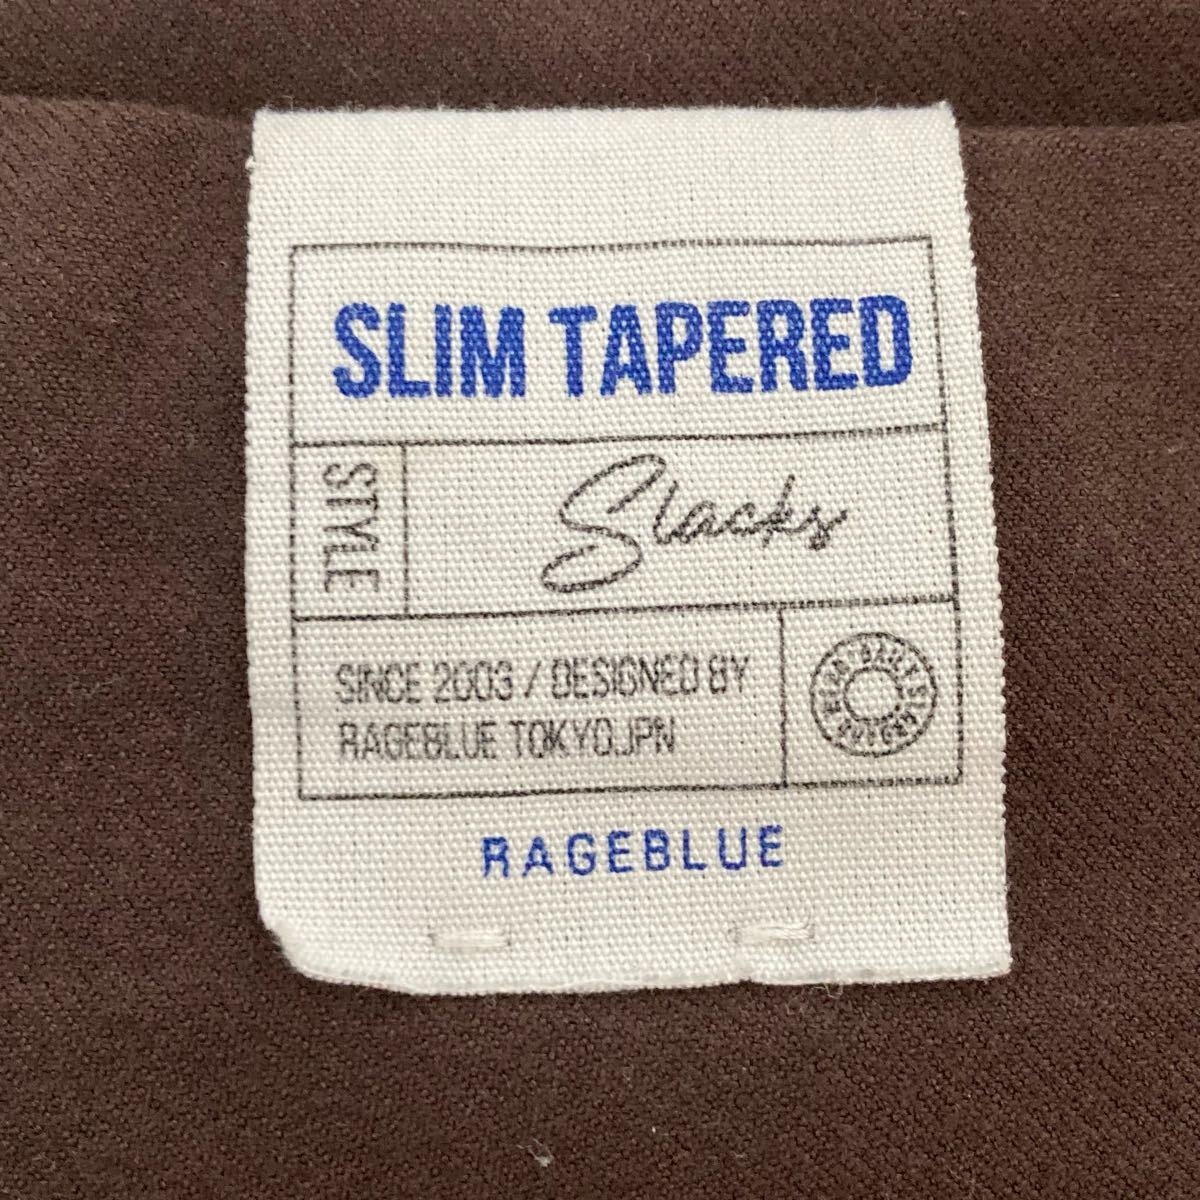 SLIM TAPERED
STYLE
Slacks
SINCE 2003 / DESIGNED BY
RAGEBLUE TOKYO.JPN
RAGEBLUE